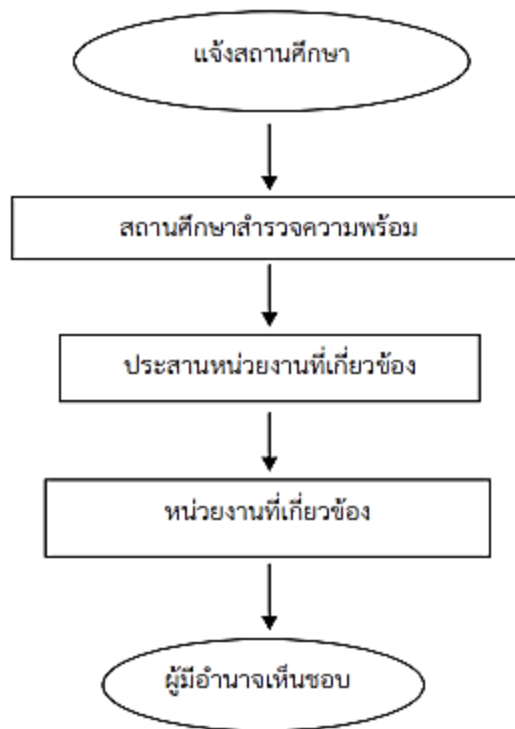 แจ้งสถานศึกษา
สถานศึกษาสำรวจความพร้อม
ประสานหน่วยงานที่เกี่ยวข้อง
หน่วยงานที่เกี่ยวข้อง
ผู้มีอำนาจเห็นชอบ